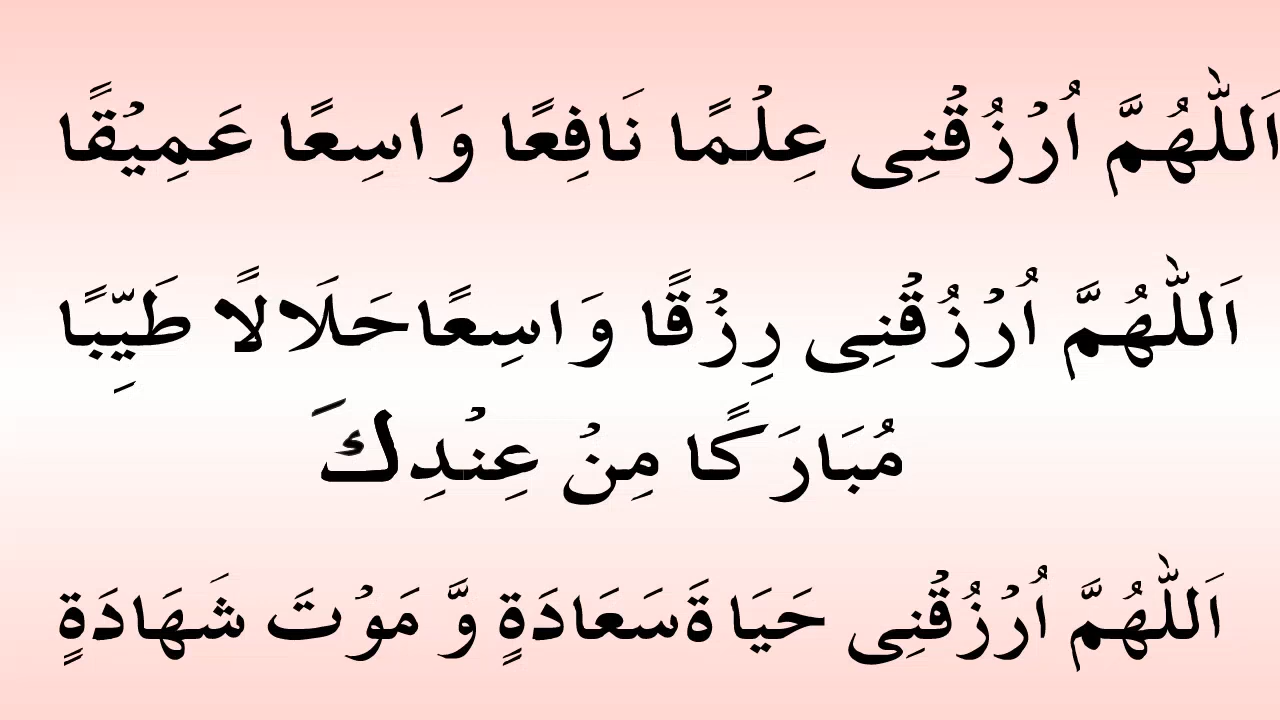 اَللّٰهُمَّ اُرْزُقْنِى عِلْمًا نَافِعًا وَاسِعًا عَمِيْقًا
اَللّٰهُمَّ اُرْزُقْنِى رِزْقًا وَاسِعًا حَلَالًا طَيِّبًا
مُبَارَكًا مِنْ عِنْدِكَ
اَللّٰهُمَّ اُرْزُقْنِى حَيَاةَ سَعَادَةٍ وَّ مَوْتَ شَهَادَةٍ